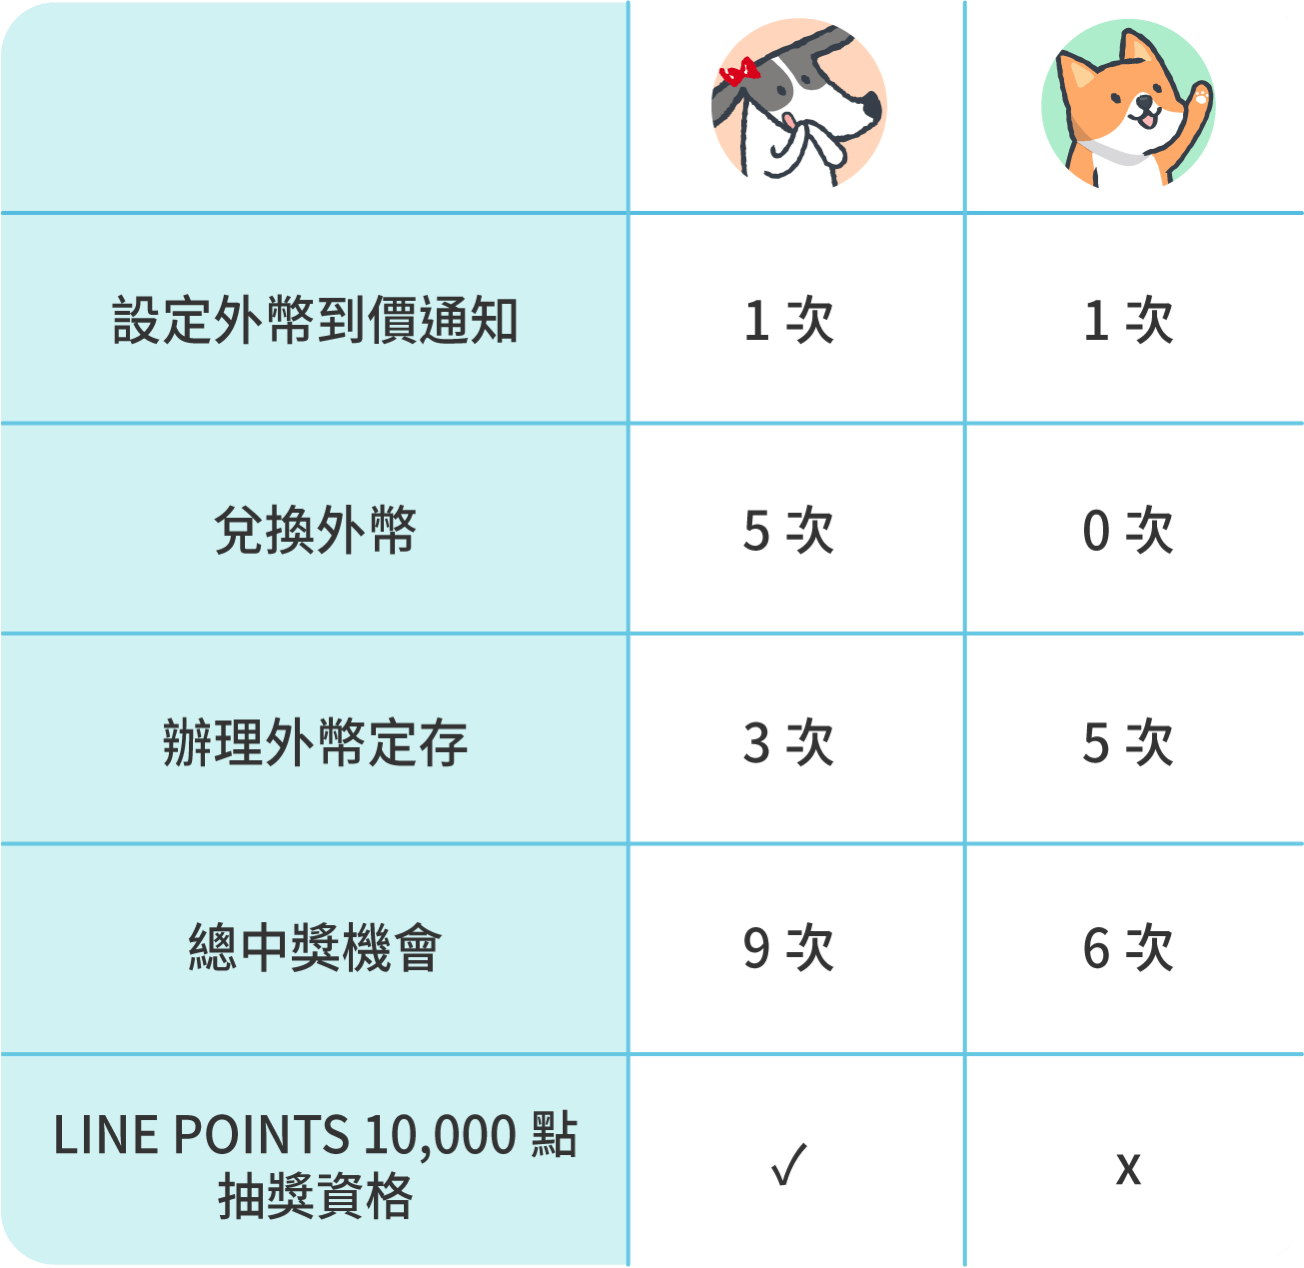 設定外幣到價通知 1 次 1 次
兌換外幣 5 次 0 次
辦理外幣定存 3 次 5 次
總中獎機會 9 次 6 次
LINE POINTS 10,000 點
抽獎資格 ✓ x